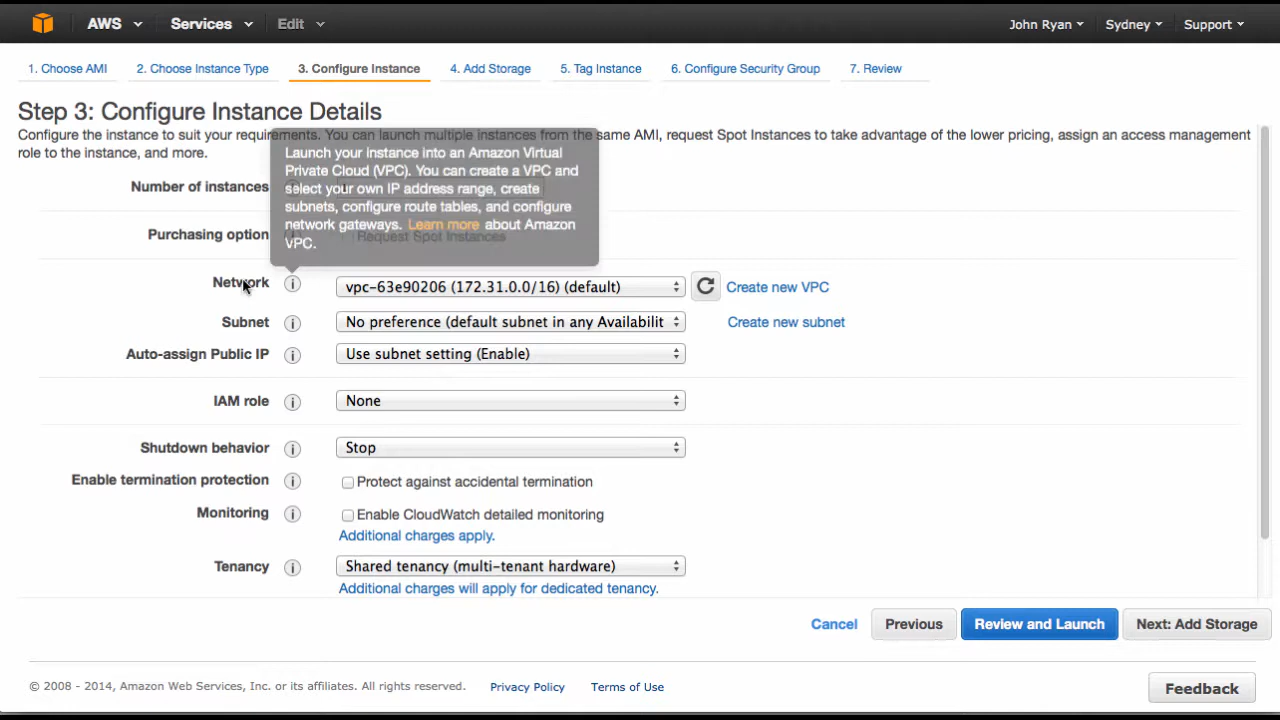 AWS Services Edit John Ryan Sydney Support
1. Choose AMI 2. Choose Instance Type 3. Configure Instance 4. Add Storage 5. Tag Instance 6. Configure Security Group 7. Review
Step 3: Configure Instance Details
Configure the instance to suit your requirements. You can launch multiple instances from the same AMI, request Spot Instances to take advantage of the lower pricing, assign an access management
role to the instance, and more.
Launch your instance into an Amazon Virtual
Private Cloud (VPC). You can create a VPC and
select your own IP address range, create
subnets, configure route tables, and configure
network gateways. Learn more about Amazon
VPC.
Number of instances
Purchasing option Request Spot Instances
Network vpc-63e90206 (172.31.0.0/16) (default) Create new VPC
Subnet No preference (default subnet in any Availabilit Create new subnet
Auto-assign Public IP Use subnet setting (Enable)
IAM role None
Shutdown behavior Stop
Enable termination protection Protect against accidental termination
Monitoring Enable CloudWatch detailed monitoring
Additional charges apply.
Tenancy Shared tenancy (multi-tenant hardware)
Additional charges will apply for dedicated tenancy.
Cancel Previous Review and Launch Next: Add Storage
© 2008 - 2014, Amazon Web Services, Inc. or its affiliates. All rights reserved. Privacy Policy Terms of Use Feedback